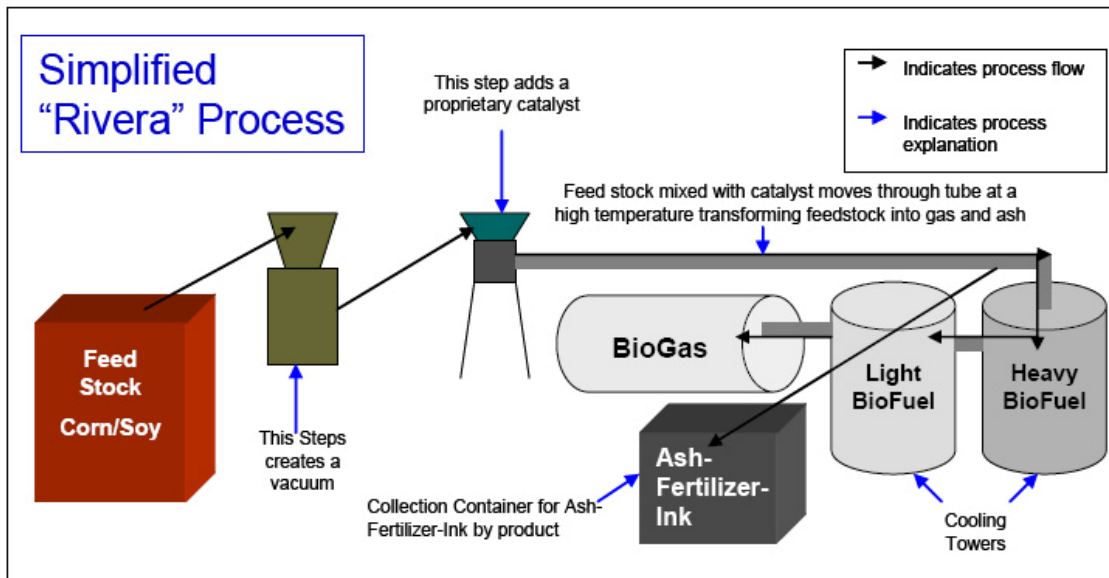 Simplified
“Rivera” Process
This step adds a
proprietary catalyst
Indicates process flow
Indicates process
explanation
Feed stock mixed with catalyst moves through tube at a
high temperature transforming feedstock into gas and ash
Feed
Stock
Corn/Soy
This Steps
creates a
vacuum
BioGas
Light
BioFuel
Heavy
BioFuel
Ash-
Fertilizer-
Ink
Collection Container for Ash-
Fertilizer-Ink by product
Cooling
Towers